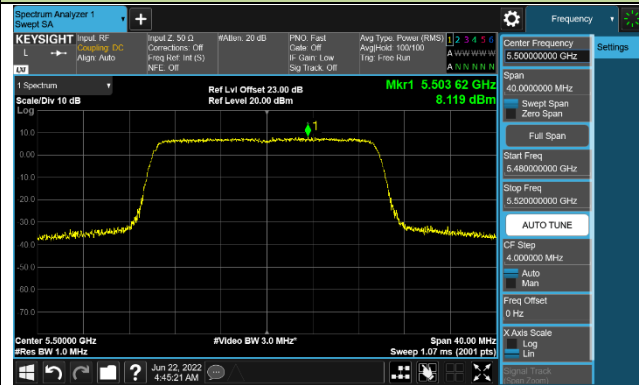 Spectrum Analyzer 1
Swept SA
Frequency
KEYSIGHT
Input: RF
Coupling: DC
Align: Auto
Input Z: 50 Ω
Corrections: Off
Freq Ref: Int (S)
NFE: Off
#Atten: 20 dB
PNO: Fast
Gate: Off
IF Gain: Low
Sig Track: Off
Avg Type: Power (RMS)
Avg|Hold: 100/100
Trig: Free Run
1 2 3 4 5 6
A W W W W W
A N N N N N
L
LXI
Center Frequency
5.500000000 GHz
Settings
Span
40.0000000 MHz
Swept Span
Zero Span
Full Span
Start Freq
5.480000000 GHz
Stop Freq
5.520000000 GHz
AUTO TUNE
CF Step
4.000000 MHz
Auto
Man
Freq Offset
0 Hz
X Axis Scale
Log
Lin
Signal Track
(Span Zoom)
1 Spectrum
Scale/Div 10 dB
Log
Ref Lvl Offset 23.00 dB
Ref Level 20.00 dBm
Mkr1 5.503 62 GHz
8.119 dBm
1
10.0
0.00
10.0
20.0
30.0
40.0
50.0
60.0
70.0
Center 5.50000 GHz
#Video BW 3.0 MHz*
Span 40.00 MHz
#Res BW 1.0 MHz
Sweep 1.07 ms (2001 pts)
?
Jun 22, 2022
4:45:21 AM